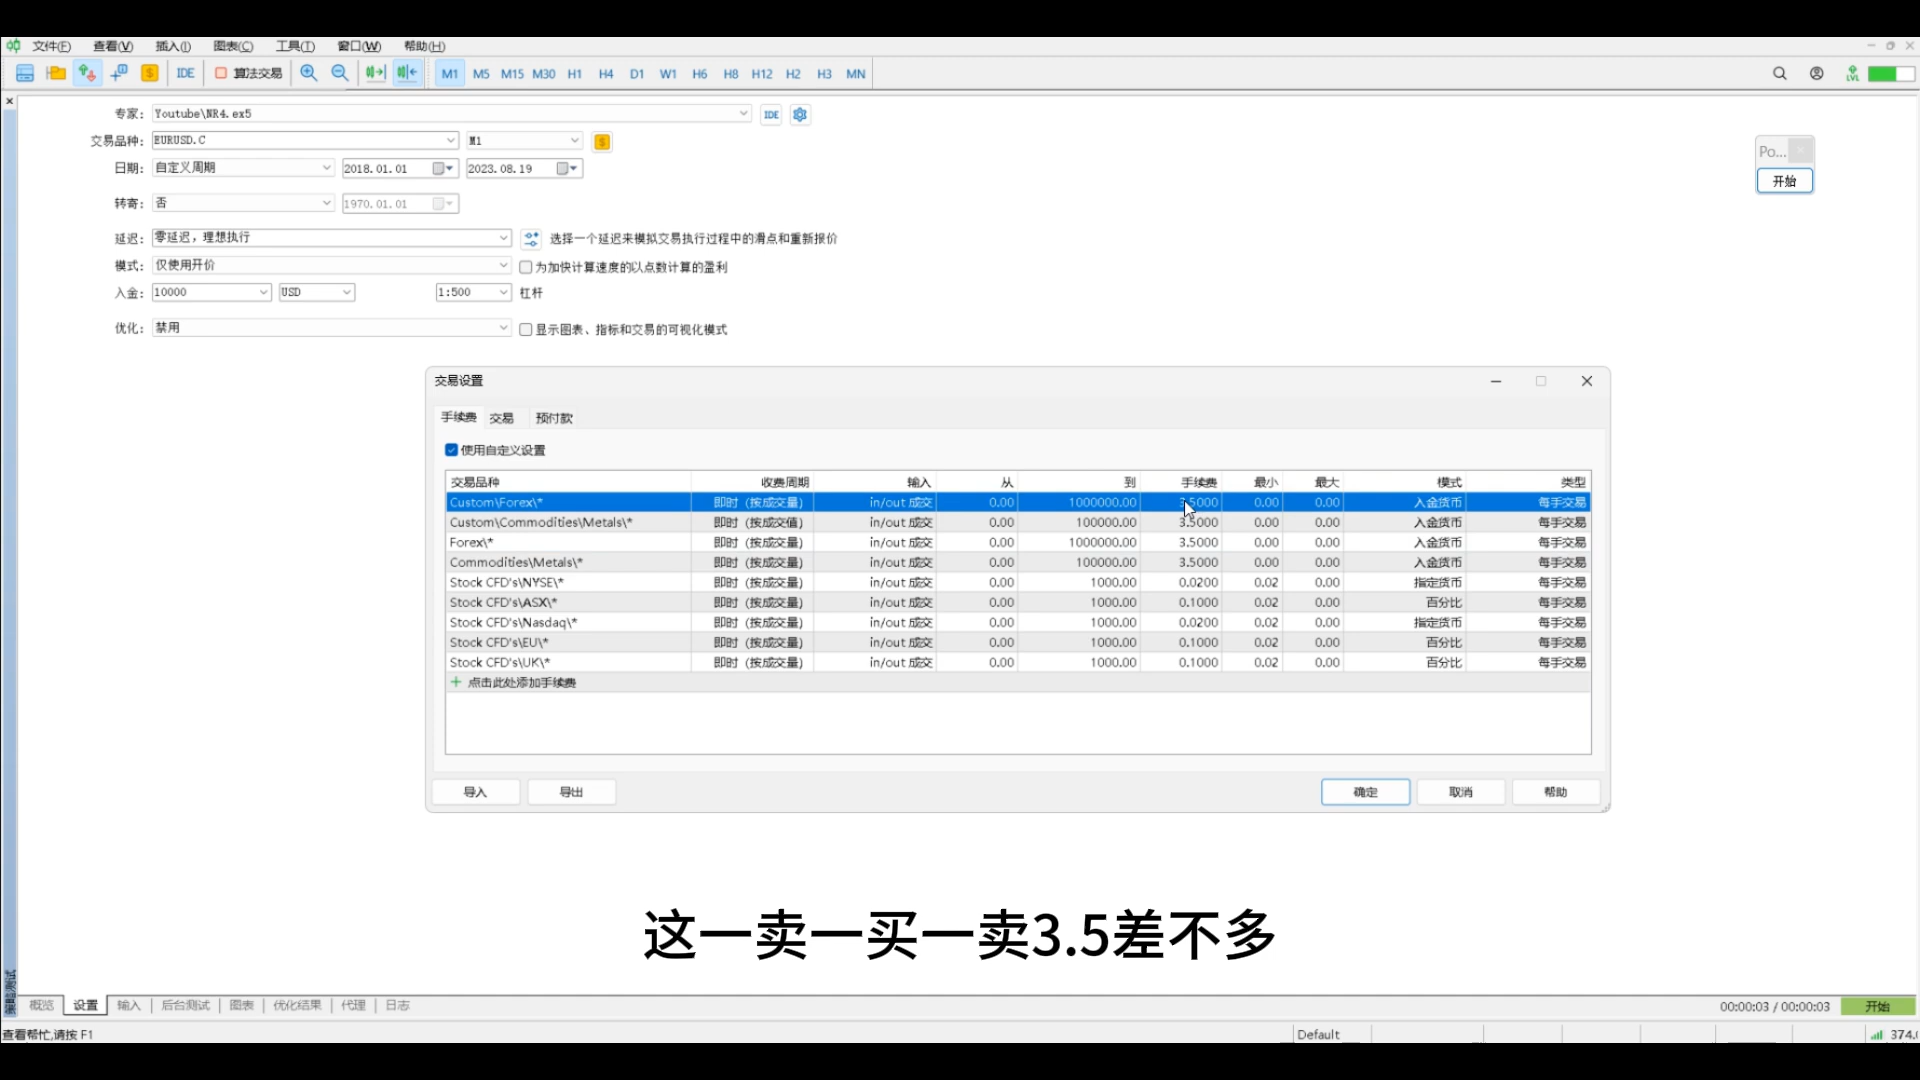 文件(F) 查看(V) 插入(I) 图表(C) 工具(T) 窗口(W) 帮助(H)
IDE 算法交易 M1 M5 M15 M30 H1 H4 D1 W1 H6 H8 H12 H2 H3 MN LVL
专家: Youtube\NR4.ex5 IDE
交易品种: EURUSD.C M1
日期: 自定义周期 2018.01.01 2023.08.19
Po...
开始
转寄: 否 1970.01.01
延迟: 零延迟，理想执行 选择一个延迟来模拟交易执行过程中的滑点和重新报价
模式: 仅使用开价 为加快计算速度的以点数计算的盈利
入金: 10000 USD 1:500 杠杆
优化: 禁用 显示图表、指标和交易的可视化模式
交易设置
手续费 交易 预付款
使用自定义设置
交易品种 收费周期 输入 从 到 手续费 最小 最大 模式 类型
Custom\Forex\* 即时 (按成交量) in/out 成交 0.00 1000000.00 3.5000 0.00 0.00 入金货币 每手交易
Custom\Commodities\Metals\* 即时 (按成交值) in/out 成交 0.00 100000.00 3.5000 0.00 0.00 入金货币 每手交易
Forex\* 即时 (按成交量) in/out 成交 0.00 1000000.00 3.5000 0.00 0.00 入金货币 每手交易
Commodities\Metals\* 即时 (按成交量) in/out 成交 0.00 100000.00 3.5000 0.00 0.00 入金货币 每手交易
Stock CFD's\NYSE\* 即时 (按成交量) in/out 成交 0.00 1000.00 0.0200 0.02 0.00 指定货币 每手交易
Stock CFD's\ASX\* 即时 (按成交量) in/out 成交 0.00 1000.00 0.1000 0.02 0.00 百分比 每手交易
Stock CFD's\Nasdaq\* 即时 (按成交量) in/out 成交 0.00 1000.00 0.0200 0.02 0.00 指定货币 每手交易
Stock CFD's\EU\* 即时 (按成交量) in/out 成交 0.00 1000.00 0.1000 0.02 0.00 百分比 每手交易
Stock CFD's\UK\* 即时 (按成交量) in/out 成交 0.00 1000.00 0.1000 0.02 0.00 百分比 每手交易
点击此处添加手续费
导入 导出 确定 取消 帮助
这一卖一买一卖3.5差不多
概览 设置 输入 后台测试 图表 优化结果 代理 日志 00:00:03 / 00:00:03 开始
查看帮忙,请按 F1 Default